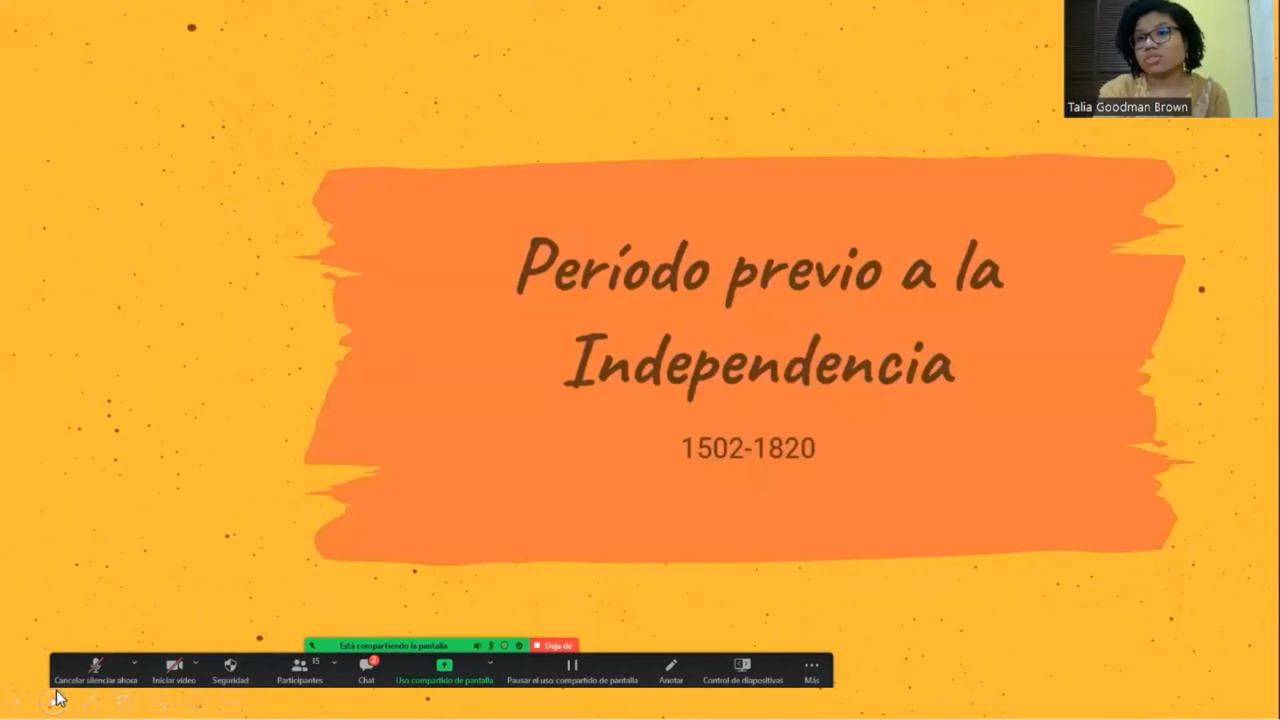 Talia Goodman Brown
Período previo a la
Independencia
1502-1820
Está compartiendo la pantalla
Deja de
15
2
Cancelar silenciar ahora
Iniciar video
Seguridad
Participantes
Chat
Uso compartido de pantalla
Pausar el uso compartido de pantalla
Anotar
Control de diapositivas
Más